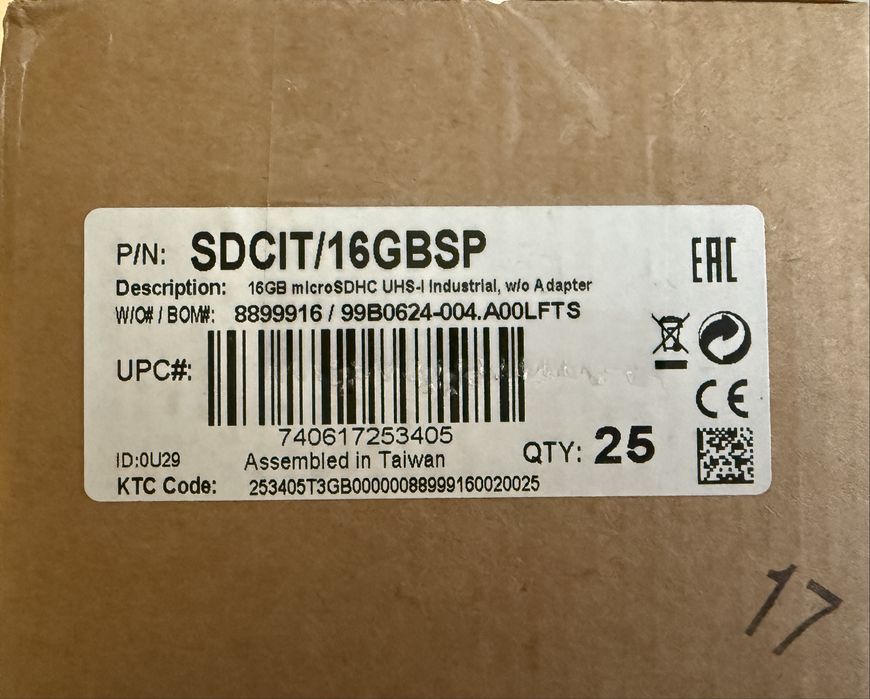 P/N: SDCIT/16GBSP
Description: 16GB microSDHC UHS-I Industrial, w/o Adapter
W/O# / BOM#: 8899916 / 99B0624-004.A00LFTS
UPC#:
740617253405
ID:0U29 Assembled in Taiwan QTY: 25
KTC Code: 253405T3GB0000088999160020025
EAC
CE
17